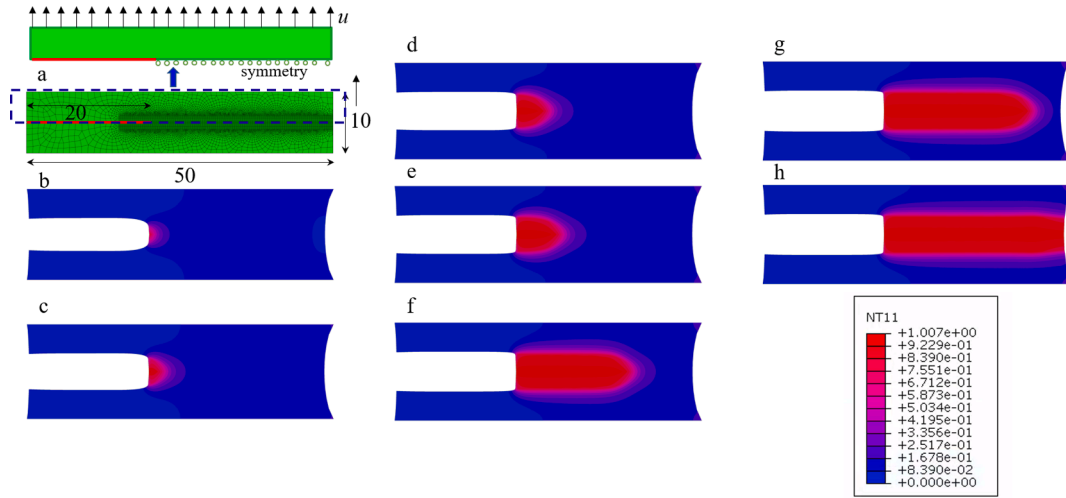 u
symmetry
a
20
10
50
b
c
d
e
f
g
h
NT11
+1.007e+00
+9.229e-01
+8.390e-01
+7.551e-01
+6.712e-01
+5.873e-01
+5.034e-01
+4.195e-01
+3.356e-01
+2.517e-01
+1.678e-01
+8.390e-02
+0.000e+00